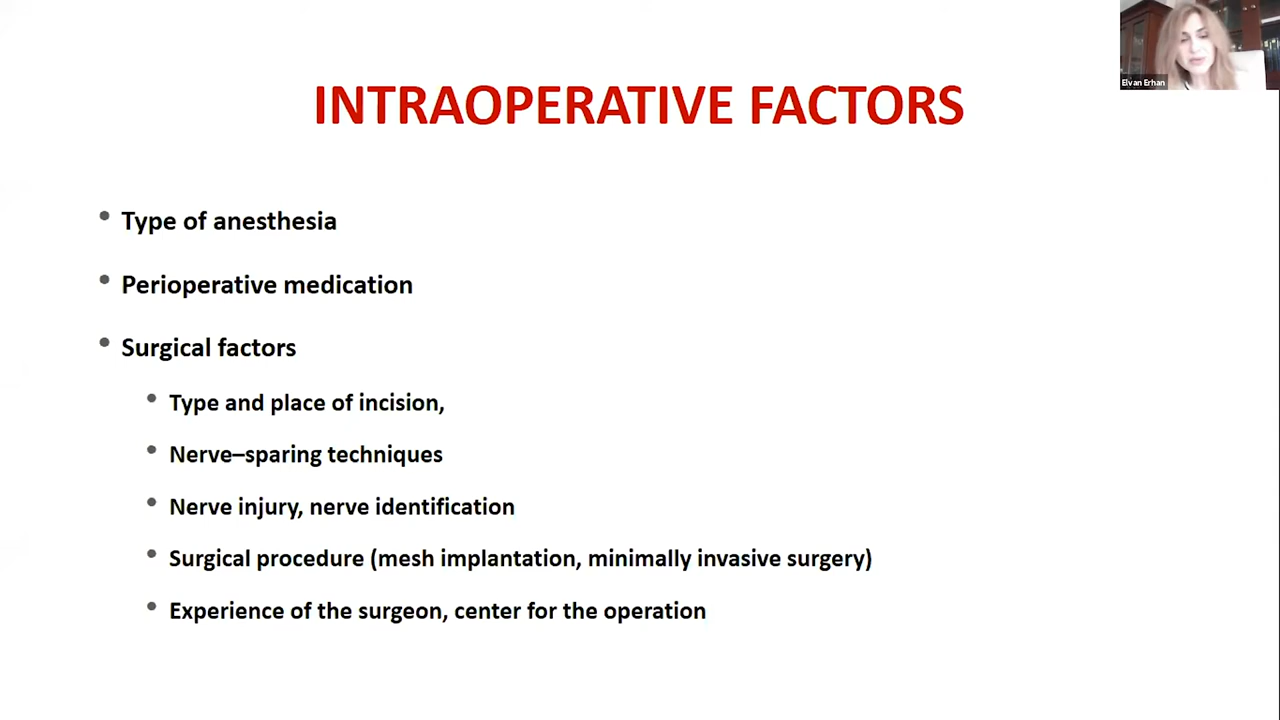 Elvan Erhan
INTRAOPERATIVE FACTORS
• Type of anesthesia
• Perioperative medication
• Surgical factors
• Type and place of incision,
• Nerve–sparing techniques
• Nerve injury, nerve identification
• Surgical procedure (mesh implantation, minimally invasive surgery)
• Experience of the surgeon, center for the operation